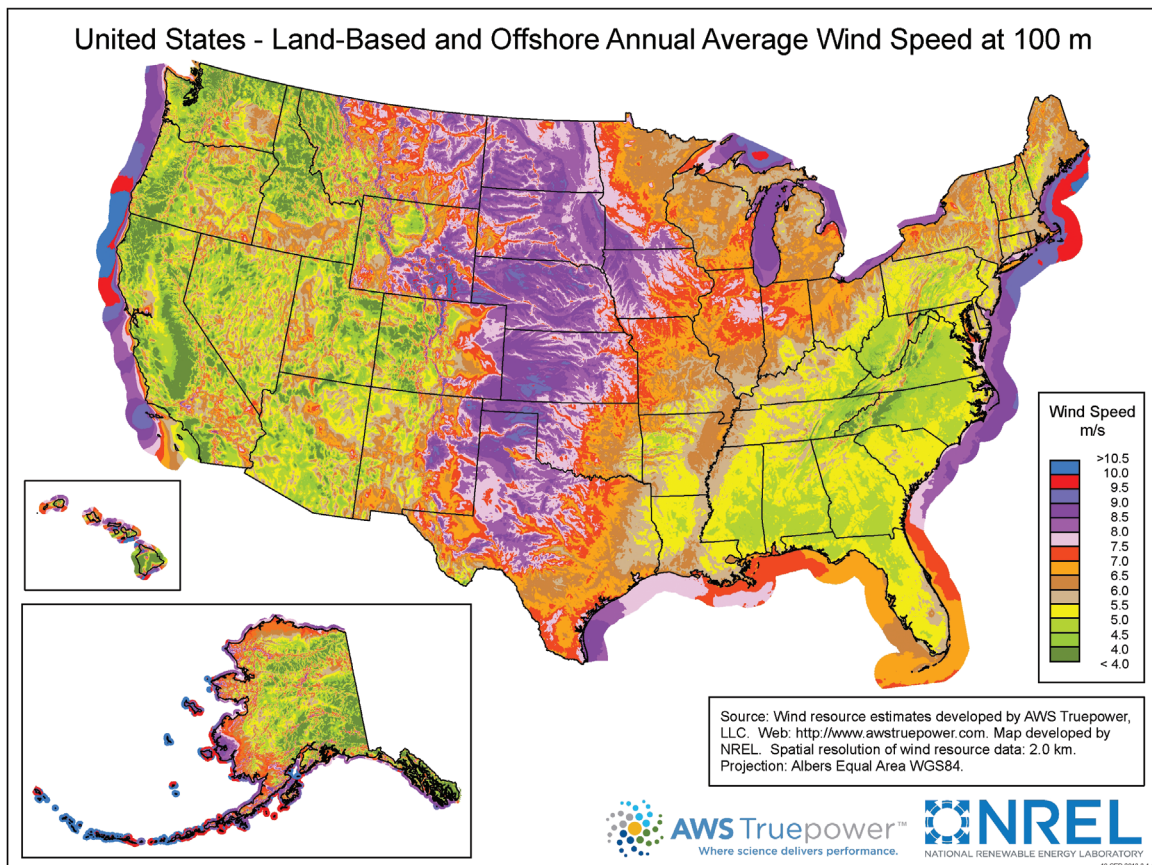 United States - Land-Based and Offshore Annual Average Wind Speed at 100 m
Wind Speed
m/s
>10.5
10.0
9.5
9.0
8.5
8.0
7.5
7.0
6.5
6.0
5.5
5.0
4.5
4.0
< 4.0
Source: Wind resource estimates developed by AWS Truepower,
LLC. Web: http://www.awstruepower.com. Map developed by
NREL. Spatial resolution of wind resource data: 2.0 km.
Projection: Albers Equal Area WGS84.
AWS Truepower™
Where science delivers performance.
NREL
NATIONAL RENEWABLE ENERGY LABORATORY